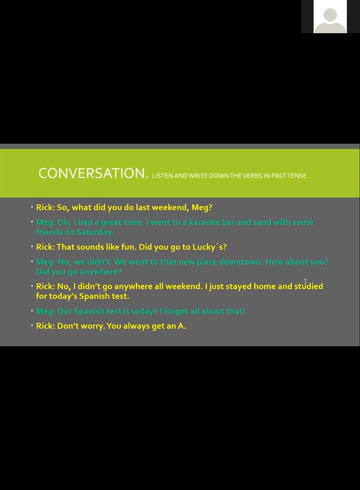 CONVERSATION. LISTEN AND WRITE DOWN THE VERBS IN PAST TENSE
• Rick: So, what did you do last weekend, Meg?
• Meg: Oh, I had a great time. I went to a karaoke bar and sand with some
friends on Saturday.
• Rick: That sounds like fun. Did you go to Lucky´s?
• Meg: No, we didn't. We went to that new place downtown. How about you?
Did you go anywhere?
• Rick: No, I didn't go anywhere all weekend. I just stayed home and studied
for today's Spanish test.
• Meg: Our Spanish test is today? I forgot all about that!
• Rick: Don't worry. You always get an A.